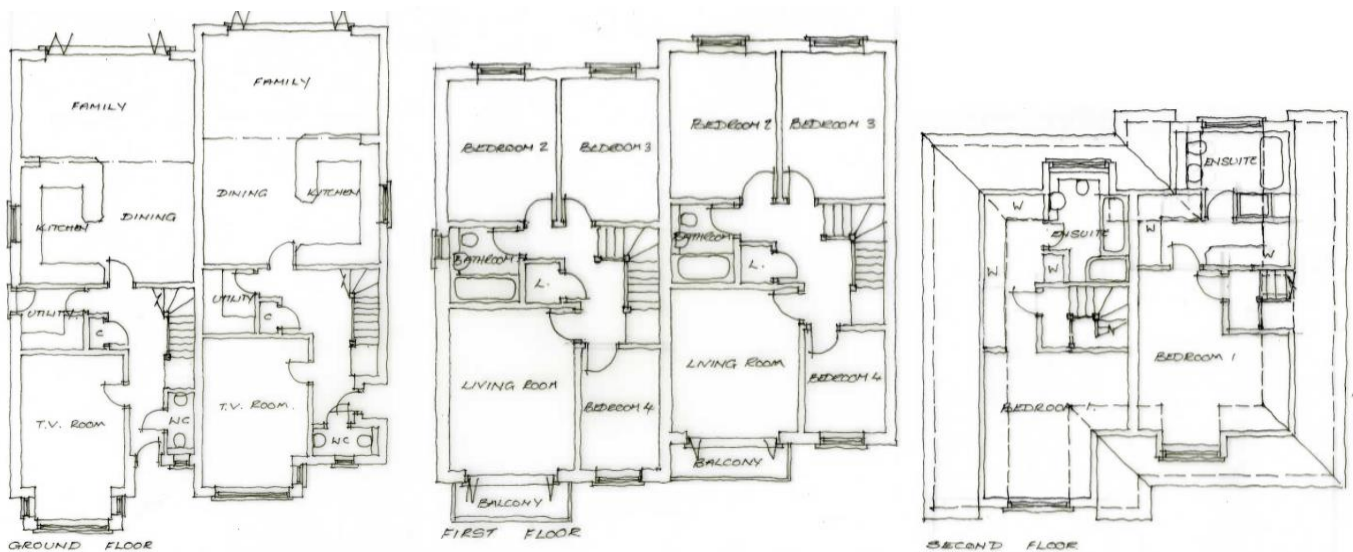 FAMILY
FAMILY
DINING
KITCHEN
KITCHEN
DINING
UTILITY
UTILITY
C
C
T.V. ROOM
T.V. ROOM.
WC
WC
GROUND FLOOR
BEDROOM 2
BEDROOM 3
BEDROOM 2
BEDROOM 3
BATHROOM
BATHROOM
L.
L.
LIVING ROOM
LIVING ROOM
BEDROOM 4
BEDROOM 4
BALCONY
BALCONY
FIRST FLOOR
ENSUITE
ENSUITE
W
W
W
W
W
BEDROOM 1
BEDROOM 1.
SECOND FLOOR